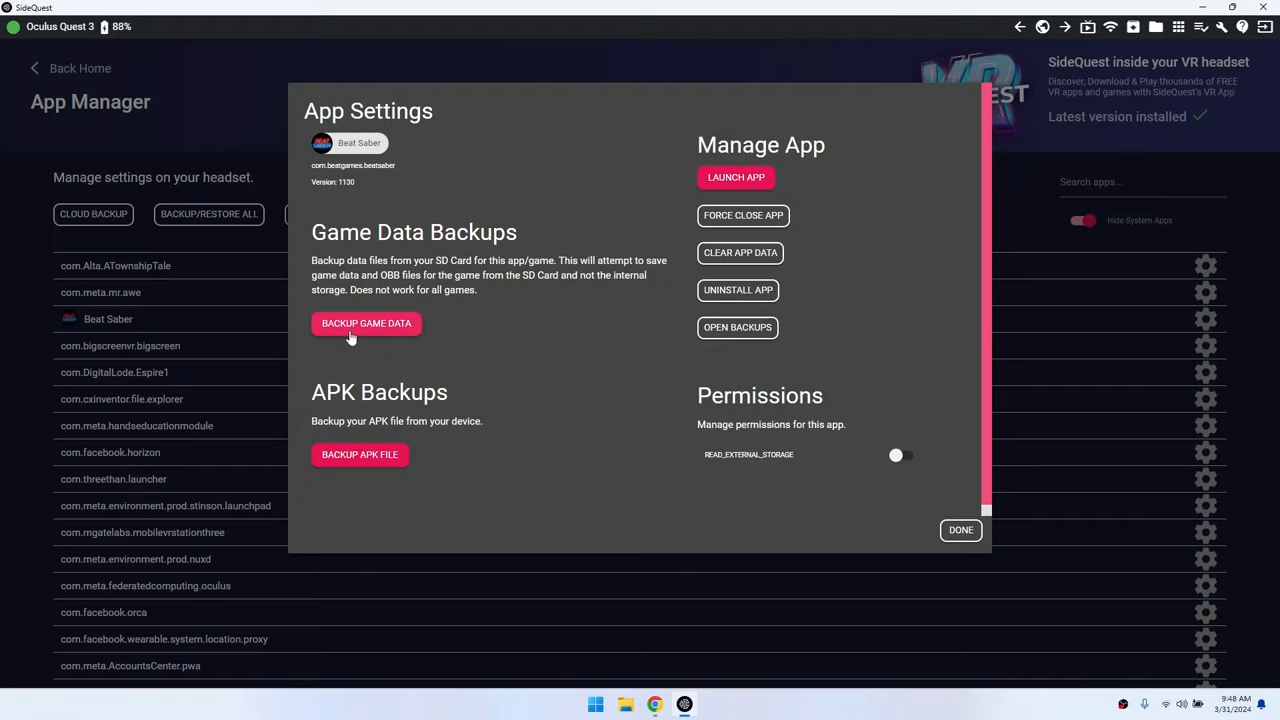 SideQuest
Oculus Quest 3 88%
Back Home
App Manager
SideQuest inside your VR headset
Discover, Download & Play thousands of FREE
VR apps and games with SideQuest's VR App
Latest version installed
Manage settings on your headset.
Search apps...
CLOUD BACKUP
BACKUP/RESTORE ALL
Hide System Apps
com.Alta.ATownshipTale
com.meta.mr.awe
Beat Saber
com.bigscreenvr.bigscreen
com.DigitalLode.Espire1
com.cxinventor.file.explorer
com.meta.handseducationmodule
com.facebook.horizon
com.threethan.launcher
com.meta.environment.prod.stinson.launchpad
com.mgatelabs.mobilevrstationthree
com.meta.environment.prod.nuxd
com.meta.federatedcomputing.oculus
com.facebook.orca
com.facebook.wearable.system.location.proxy
com.meta.AccountsCenter.pwa
App Settings
BEAT SABER
Beat Saber
com.beatgames.beatsaber
Version: 1130
Game Data Backups
Backup data files from your SD Card for this app/game. This will attempt to save
game data and OBB files for the game from the SD Card and not the internal
storage. Does not work for all games.
BACKUP GAME DATA
APK Backups
Backup your APK file from your device.
BACKUP APK FILE
Manage App
LAUNCH APP
FORCE CLOSE APP
CLEAR APP DATA
UNINSTALL APP
OPEN BACKUPS
Permissions
Manage permissions for this app.
READ_EXTERNAL_STORAGE
DONE
9:48 AM
3/31/2024